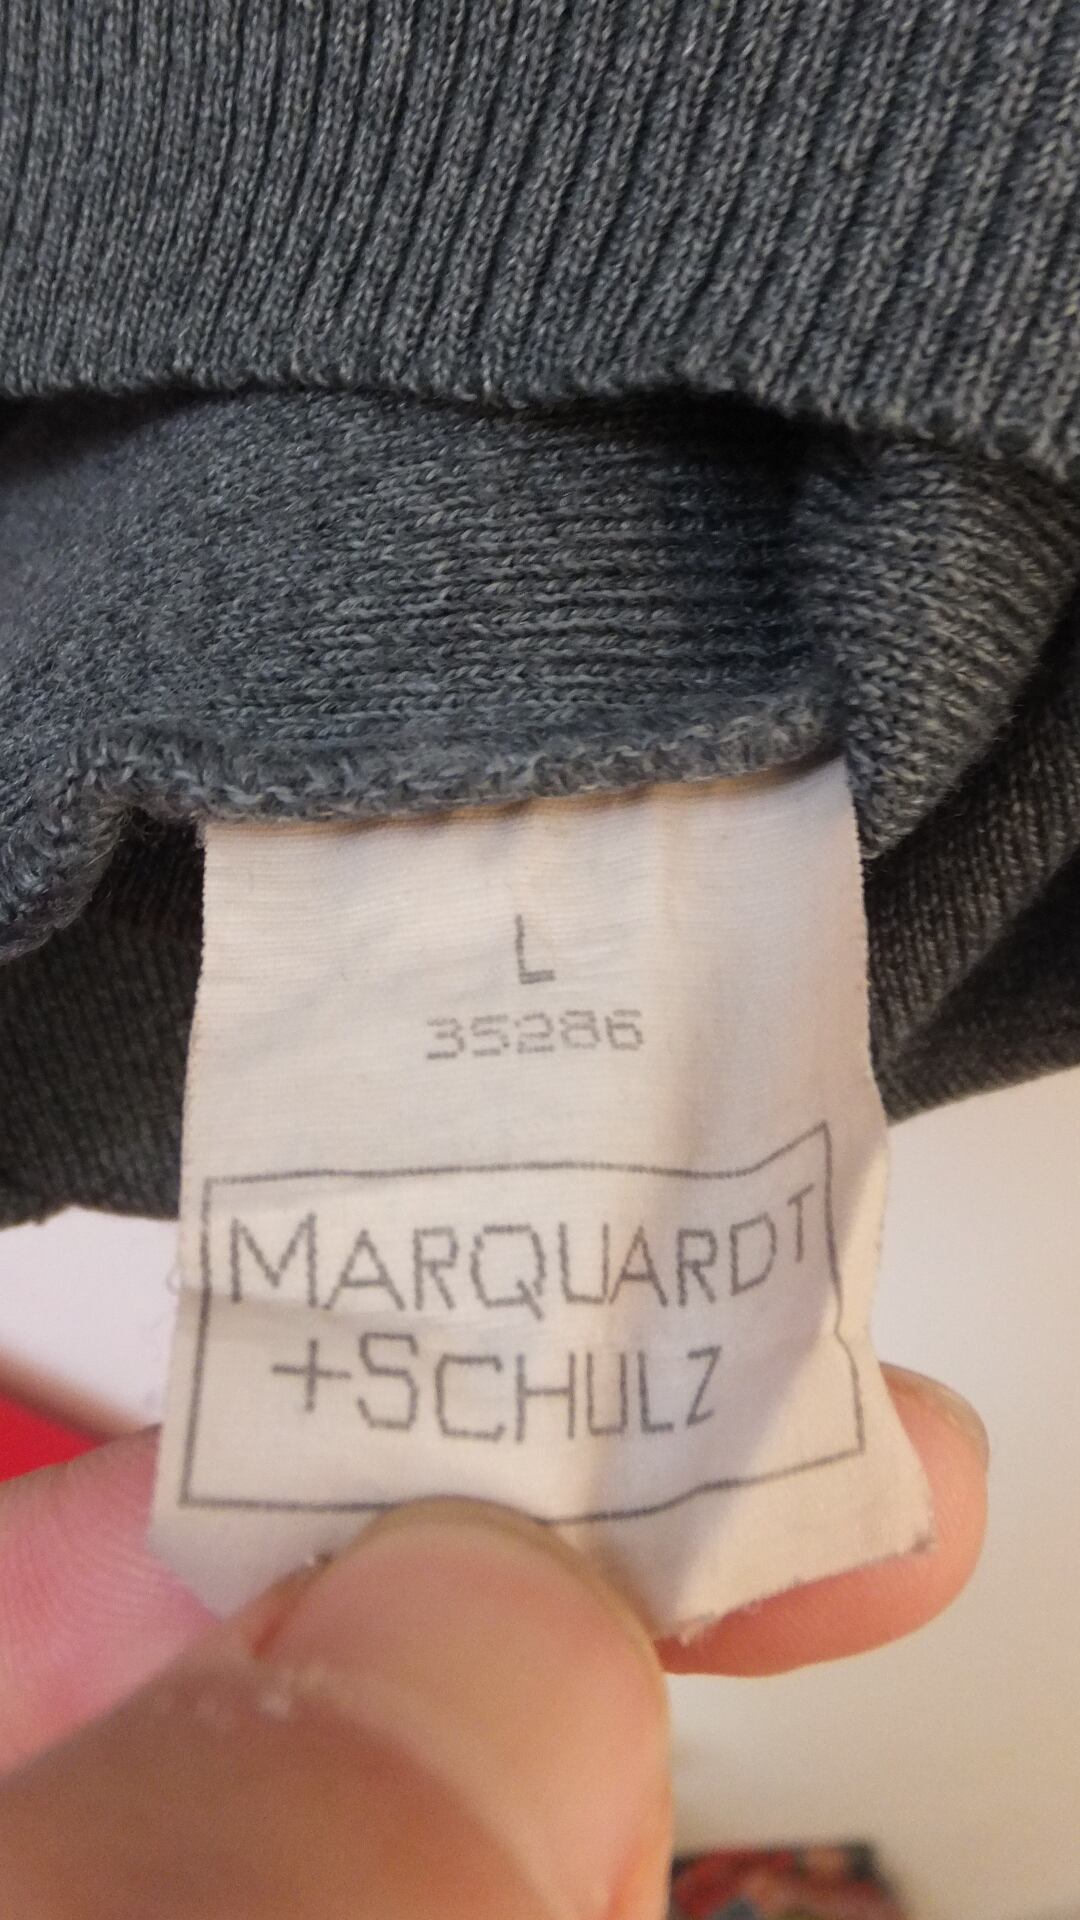 L
35286
MARQUARDT
+SCHULZ